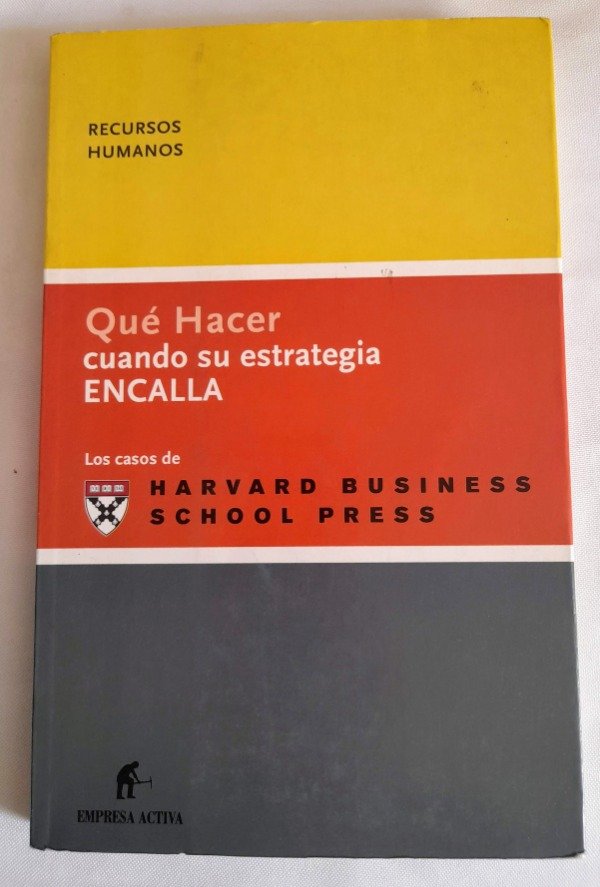 RECURSOS
HUMANOS
Qué Hacer
cuando su estrategia
ENCALLA
Los casos de
HARVARD BUSINESS
SCHOOL PRESS
EMPRESA ACTIVA